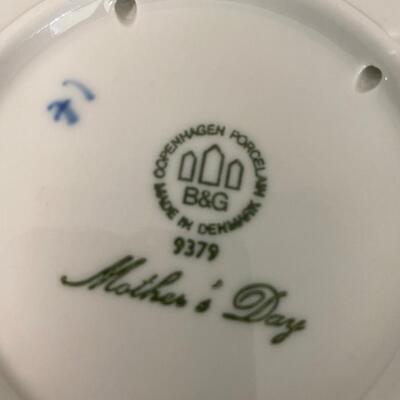 COPENHAGEN PORCELAIN
B&G
MADE IN DENMARK
9379
Mother's Day